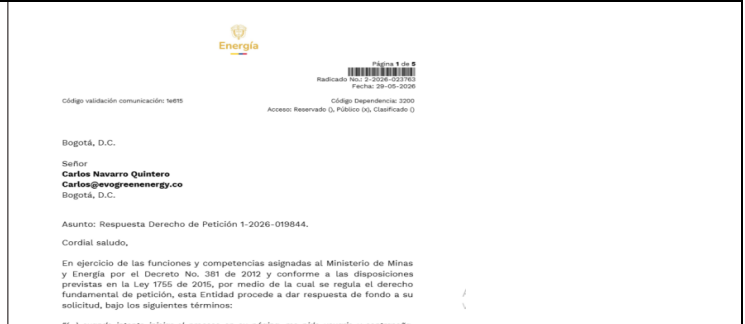 Energía
Página 1 de 5
Radicado No.: 2-2026-023763
Fecha: 29-05-2026
Código validación comunicación: 1e615
Código Dependencia: 3200
Acceso: Reservado (), Público (x), Clasificado ()
Bogotá, D.C.
Señor
Carlos Navarro Quintero
Carlos@evogreenenergy.co
Bogotá, D.C.
Asunto: Respuesta Derecho de Petición 1-2026-019844.
Cordial saludo,
En ejercicio de las funciones y competencias asignadas al Ministerio de Minas
y Energía por el Decreto No. 381 de 2012 y conforme a las disposiciones
previstas en la Ley 1755 de 2015, por medio de la cual se regula el derecho
fundamental de petición, esta Entidad procede a dar respuesta de fondo a su
solicitud, bajo los siguientes términos: